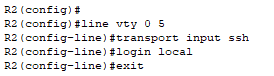 R2(config)#
R2(config)#line vty 0 5
R2(config-line)#transport input ssh
R2(config-line)#login local
R2(config-line)#exit